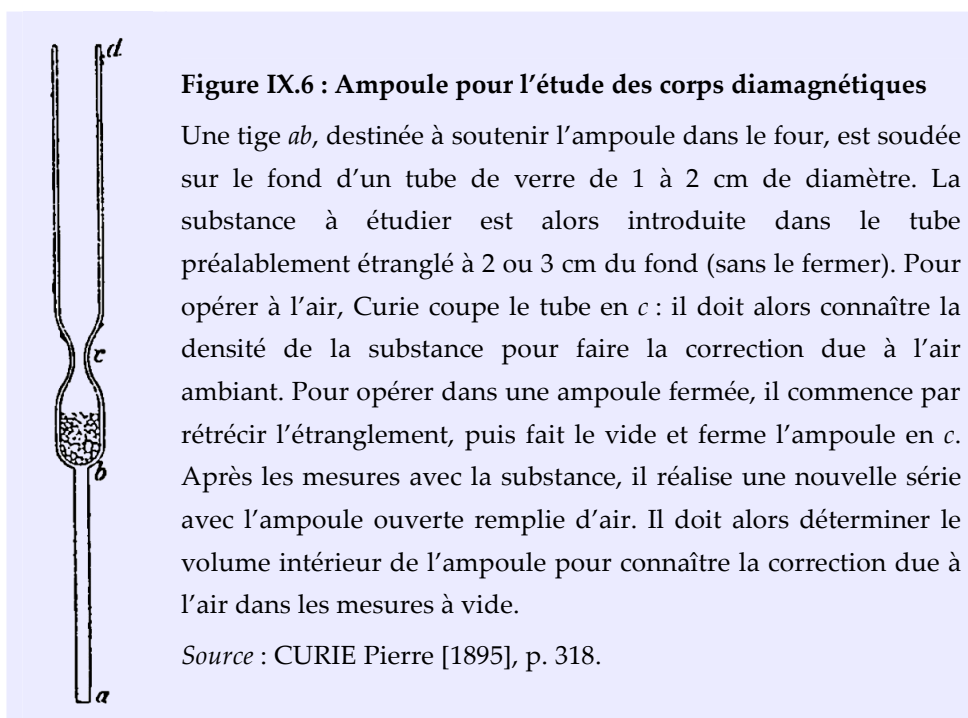 d
Figure IX.6 : Ampoule pour l’étude des corps diamagnétiques
Une tige ab, destinée à soutenir l’ampoule dans le four, est soudée
sur le fond d’un tube de verre de 1 à 2 cm de diamètre. La
substance à étudier est alors introduite dans le tube
préalablement étranglé à 2 ou 3 cm du fond (sans le fermer). Pour
opérer à l’air, Curie coupe le tube en c : il doit alors connaître la
densité de la substance pour faire la correction due à l’air
c
ambiant. Pour opérer dans une ampoule fermée, il commence par
rétrécir l’étranglement, puis fait le vide et ferme l’ampoule en c.
b
Après les mesures avec la substance, il réalise une nouvelle série
avec l’ampoule ouverte remplie d’air. Il doit alors déterminer le
volume intérieur de l’ampoule pour connaître la correction due à
l’air dans les mesures à vide.
Source : CURIE Pierre [1895], p. 318.
a